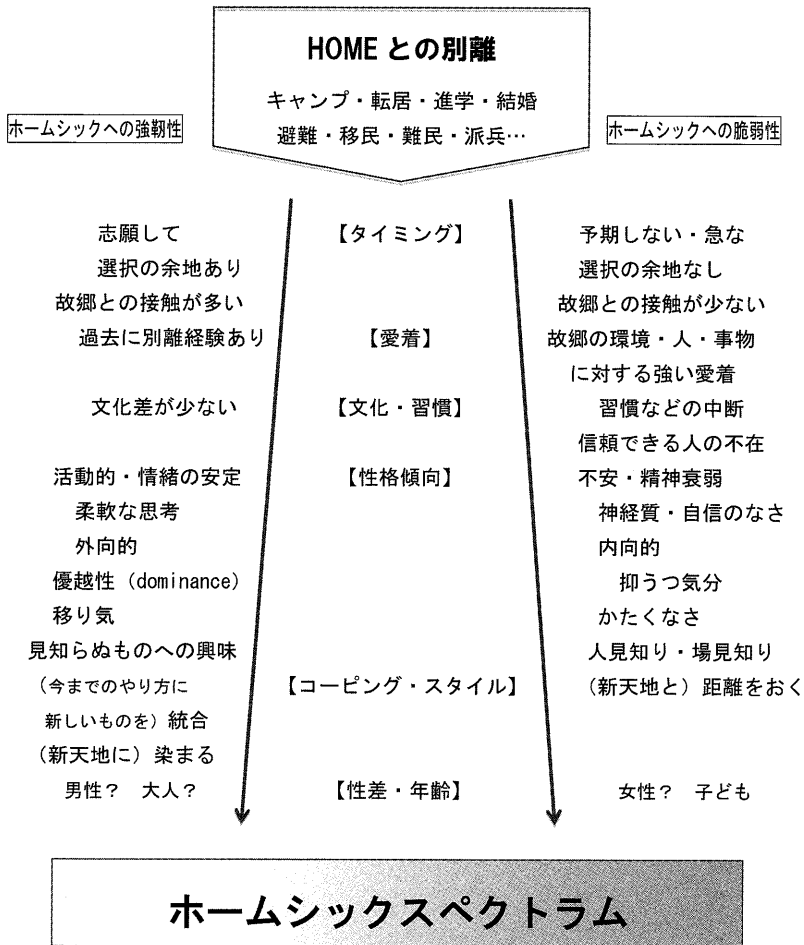 HOME との別離
キャンプ・転居・進学・結婚
避難・移民・難民・派兵…
ホームシックへの強靭性
ホームシックへの脆弱性
志願して 【タイミング】 予期しない・急な
選択の余地あり 選択の余地なし
故郷との接触が多い 故郷との接触が少ない
過去に別離経験あり 【愛着】 故郷の環境・人・事物
に対する強い愛着
文化差が少ない 【文化・習慣】 習慣などの中断
信頼できる人の不在
活動的・情緒の安定 【性格傾向】 不安・精神衰弱
柔軟な思考 神経質・自信のなさ
外向的 内向的
優越性（dominance） 抑うつ気分
移り気 かたくなさ
見知らぬものへの興味 人見知り・場見知り
（今までのやり方に 【コーピング・スタイル】 （新天地と）距離をおく
新しいものを）統合
（新天地に）染まる
男性？ 大人？ 【性差・年齢】 女性？ 子ども
ホームシックスペクトラム